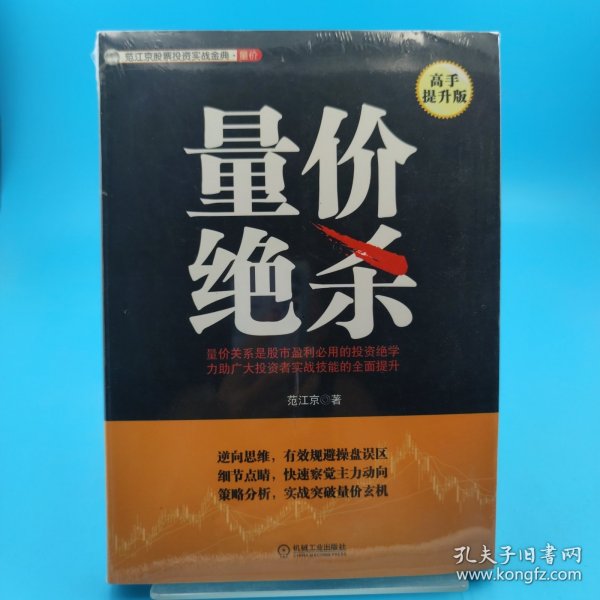 范江京股票投资实战金典·量价
高手
提升版
量价
绝杀
量价关系是股市盈利必用的投资绝学
力助广大投资者实战技能的全面提升
范江京◎著
逆向思维，有效规避操盘误区
细节点睛，快速察觉主力动向
策略分析，实战突破量价玄机
机械工业出版社
CHINA MACHINE PRESS
孔夫子旧书网
www.kongfz.com